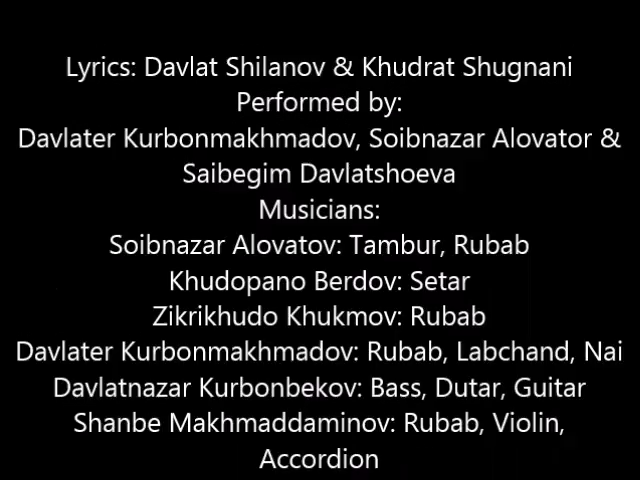 Lyrics: Davlat Shilanov & Khudrat Shugnani
Performed by:
Davlater Kurbonmakhmadov, Soibnazar Alovator &
Saibegim Davlatshoeva
Musicians:
Soibnazar Alovatov: Tambur, Rubab
Khudopano Berdov: Setar
Zikrikhudo Khukmov: Rubab
Davlater Kurbonmakhmadov: Rubab, Labchand, Nai
Davlatnazar Kurbonbekov: Bass, Dutar, Guitar
Shanbe Makhmaddaminov: Rubab, Violin,
Accordion